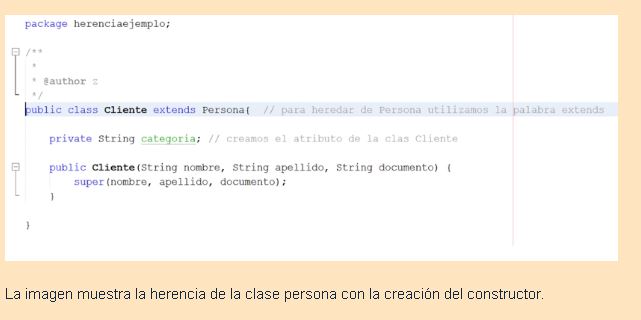 package herenciaejemplo;
/**
*
* @author z
*/
public class Cliente extends Persona{ // para heredar de Persona utilizamos la palabra extends
private String categoria; // creamos el atributo de la clas Cliente
public Cliente(String nombre, String apellido, String documento) {
super(nombre, apellido, documento);
}
}
La imagen muestra la herencia de la clase persona con la creación del constructor.